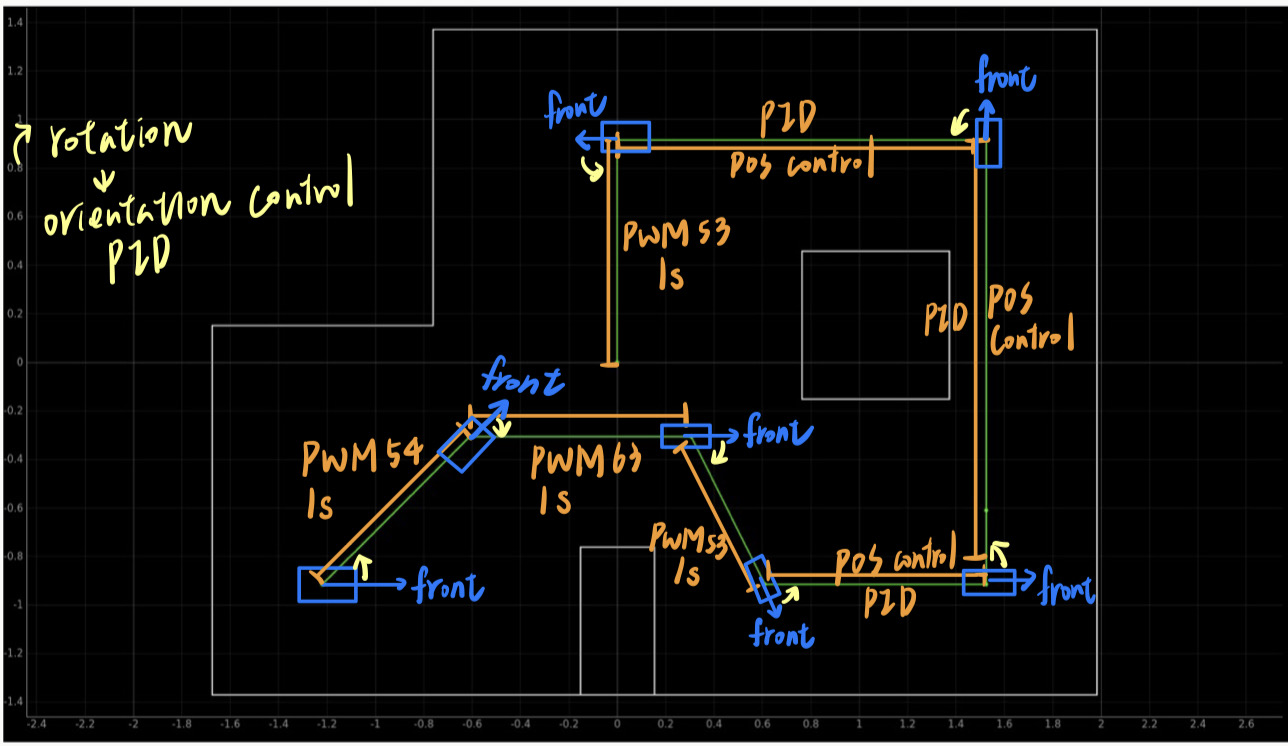 1.4
1.2
1
0.8
0.6
0.4
0.2
0
-0.2
-0.4
-0.6
-0.8
-1
-1.2
-1.4
rotation
orientation control
PID
front
PID
Pos control
front
PWM 53
1s
PID
Pos
Control
front
PWM 54
1s
PWM 63
1s
front
PWM 53
1s
Pos control
PID
front
front
front
-2.4 -2.2 -2 -1.8 -1.6 -1.4 -1.2 -1 -0.8 -0.6 -0.4 -0.2 0 0.2 0.4 0.6 0.8 1 1.2 1.4 1.6 1.8 2 2.2 2.4 2.6